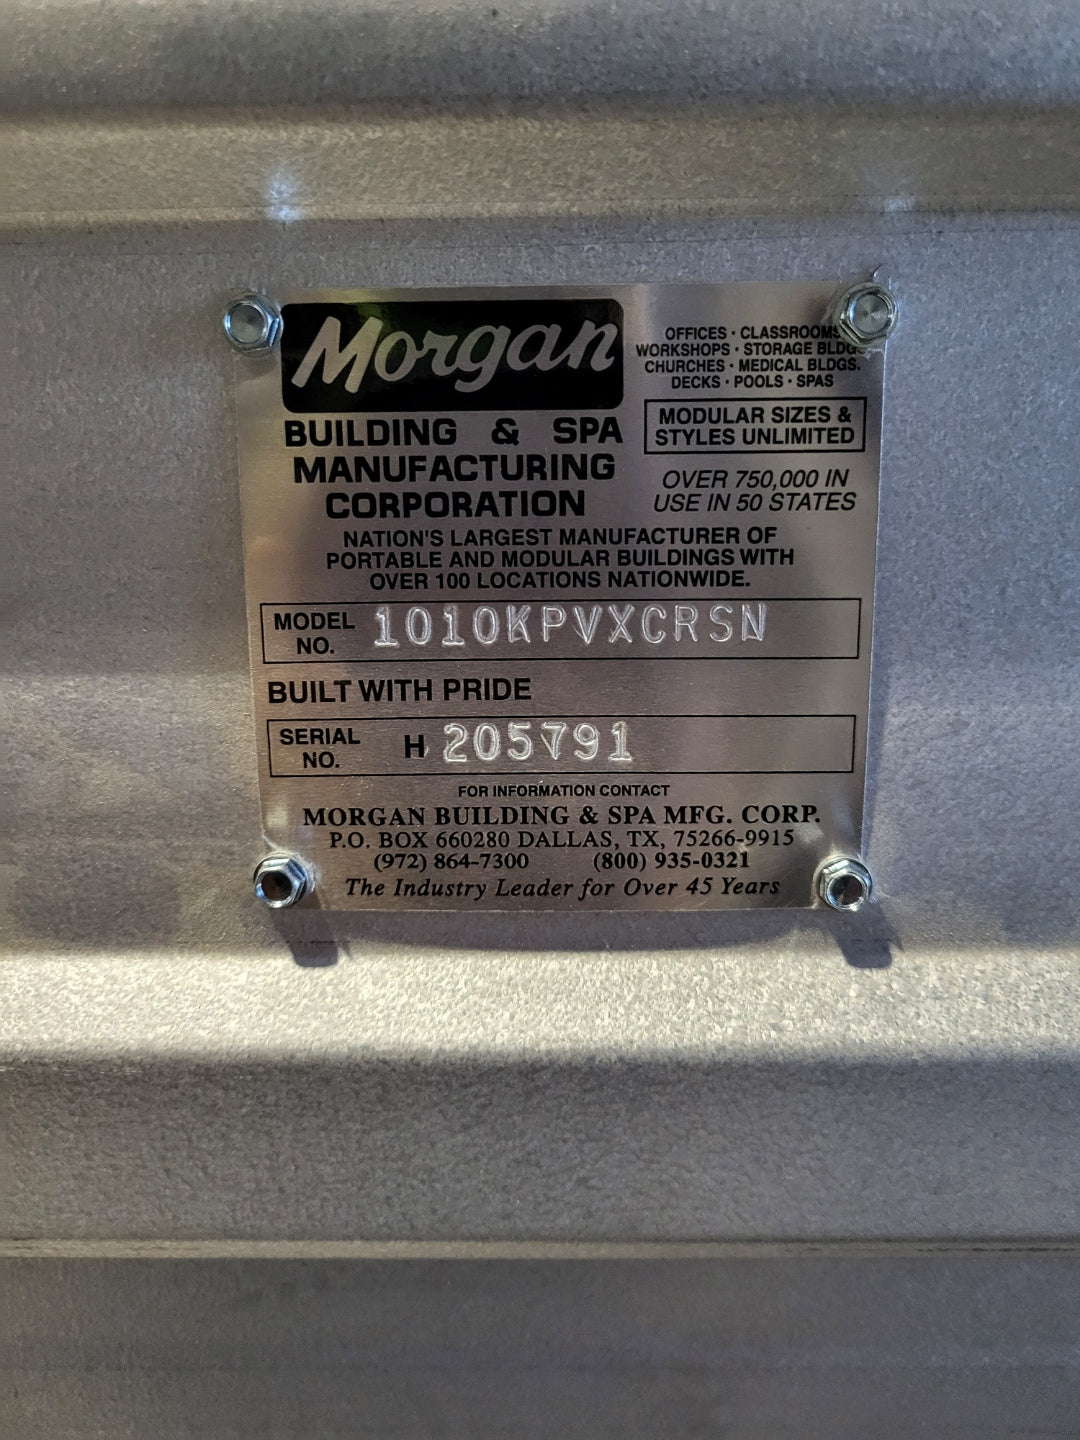 Morgan
BUILDING & SPA
MANUFACTURING
CORPORATION
OFFICES · CLASSROOMS
WORKSHOPS · STORAGE BLDGS
CHURCHES · MEDICAL BLDGS.
DECKS · POOLS · SPAS
MODULAR SIZES &
STYLES UNLIMITED
OVER 750,000 IN
USE IN 50 STATES
NATION'S LARGEST MANUFACTURER OF
PORTABLE AND MODULAR BUILDINGS WITH
OVER 100 LOCATIONS NATIONWIDE.
MODEL NO. 1010KPVXCRSN
BUILT WITH PRIDE
SERIAL NO. H 205791
FOR INFORMATION CONTACT
MORGAN BUILDING & SPA MFG. CORP.
P.O. BOX 660280 DALLAS, TX, 75266-9915
(972) 864-7300 (800) 935-0321
The Industry Leader for Over 45 Years